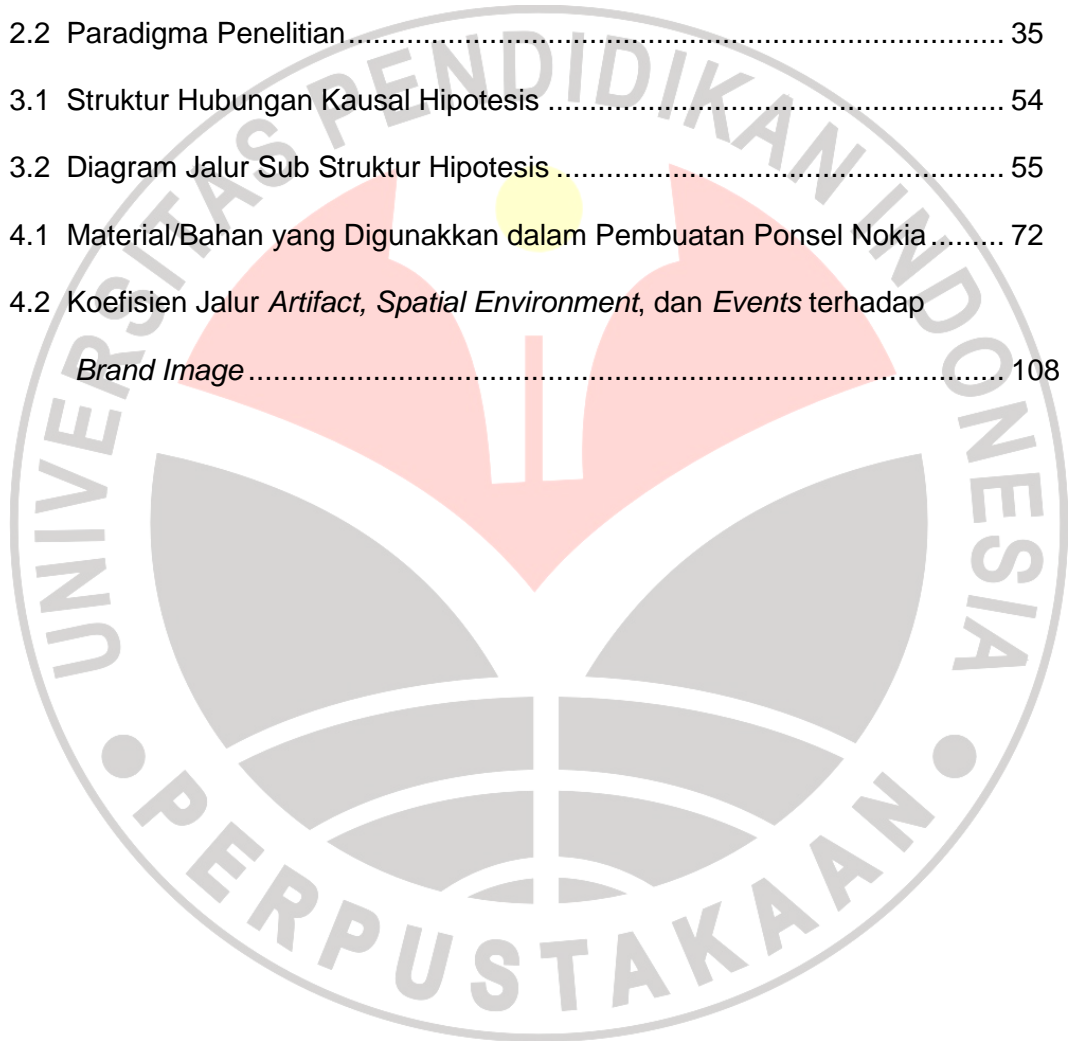 2.2 Paradigma Penelitian........................................................................... 35
3.1 Struktur Hubungan Kausal Hipotesis .................................................... 54
3.2 Diagram Jalur Sub Struktur Hipotesis ................................................... 55
4.1 Material/Bahan yang Digunakkan dalam Pembuatan Ponsel Nokia......... 72
4.2 Koefisien Jalur Artifact, Spatial Environment, dan Events terhadap
Brand Image...................................................................................... 108
UNIVERSITAS PENDIDIKAN INDONESIA
PERPUSTAKAAN